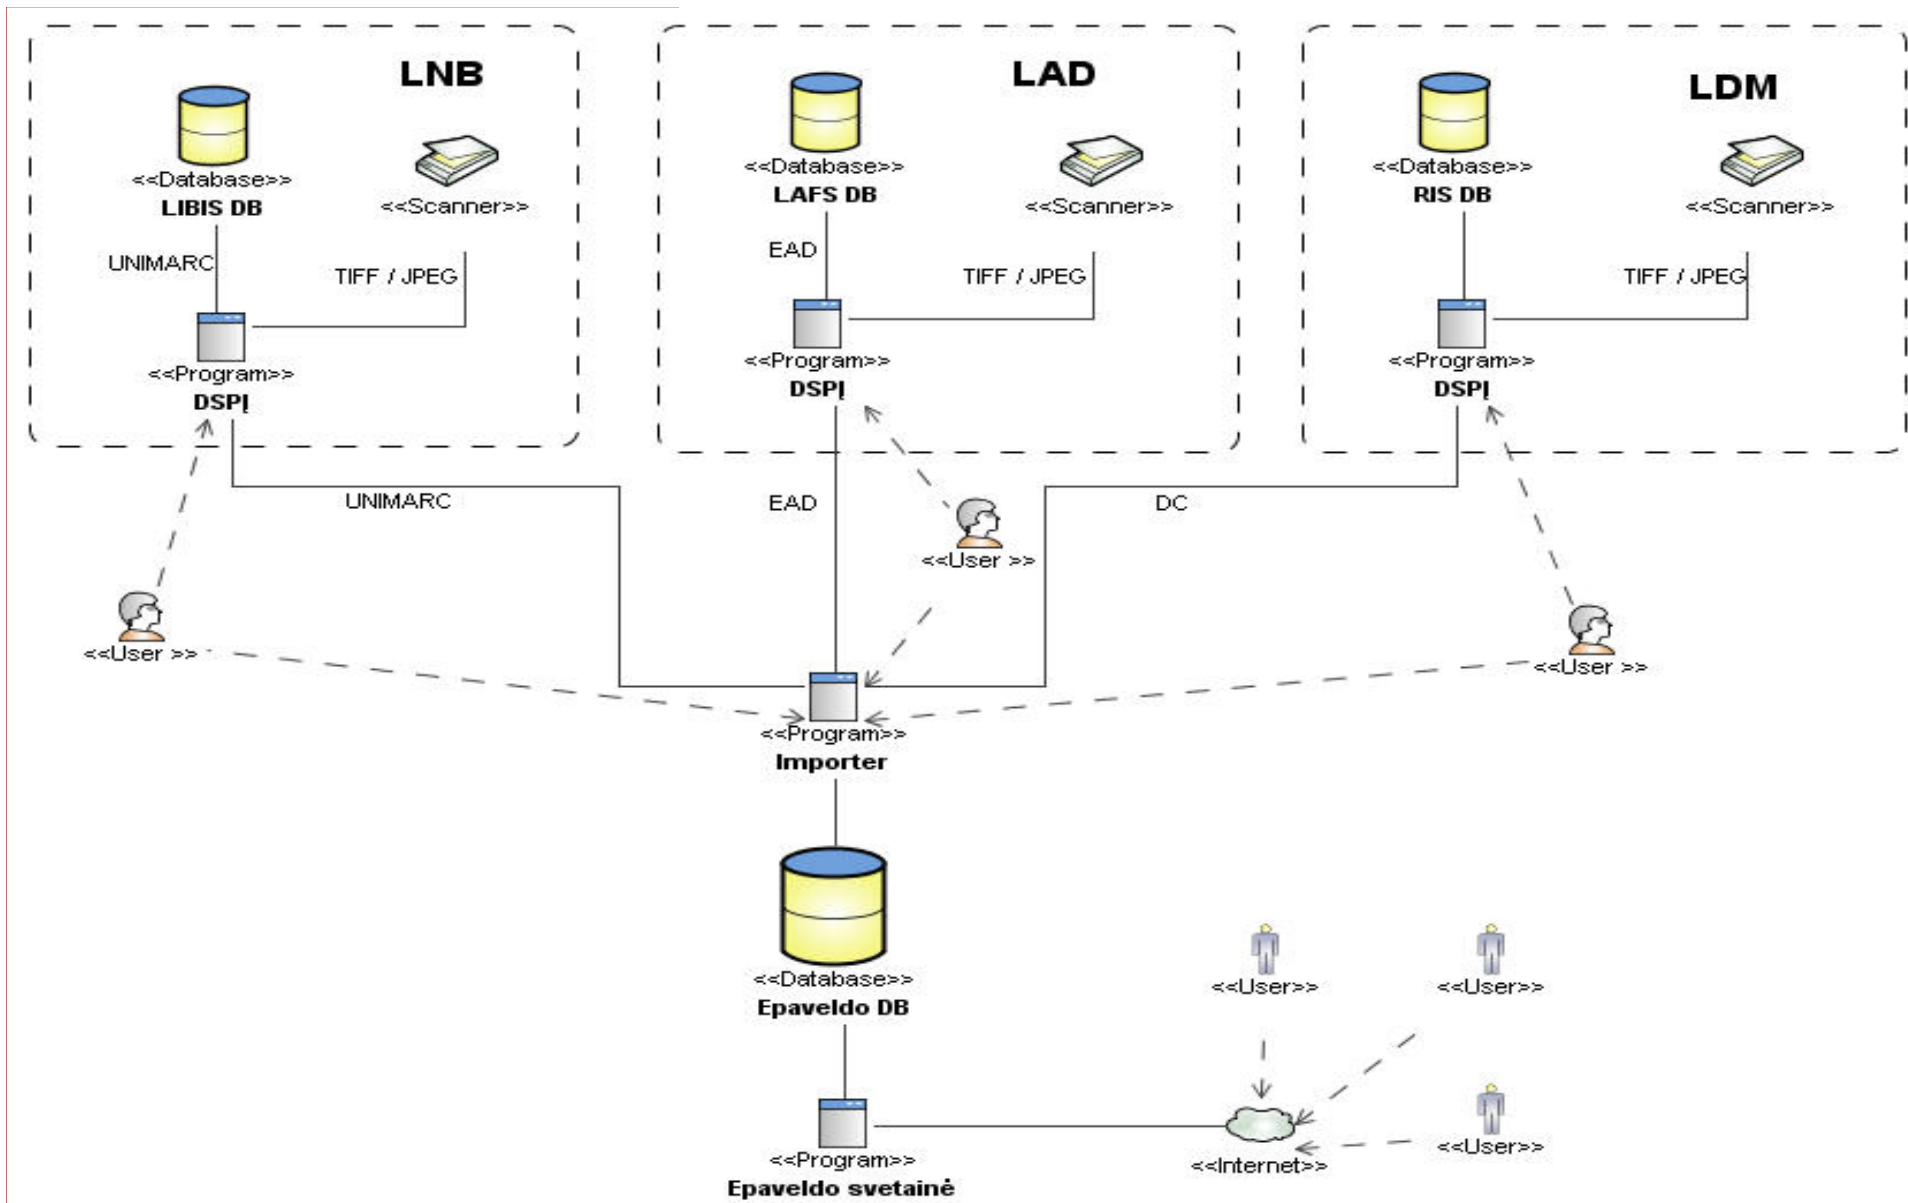 LNB
<<Database>>
LIBIS DB
<<Scanner>>
UNIMARC
TIFF / JPEG
<<Program>>
DSPĮ
LAD
<<Database>>
LAFS DB
<<Scanner>>
EAD
TIFF / JPEG
<<Program>>
DSPĮ
LDM
<<Database>>
RIS DB
<<Scanner>>
TIFF / JPEG
<<Program>>
DSPĮ
UNIMARC
EAD
DC
<<User >>
<<User >>
<<User >>
<<Program>>
Importer
<<Database>>
Epaveldo DB
<<User>>
<<User>>
<<User>>
<<Program>>
Epaveldo svetainė
<<Internet>>